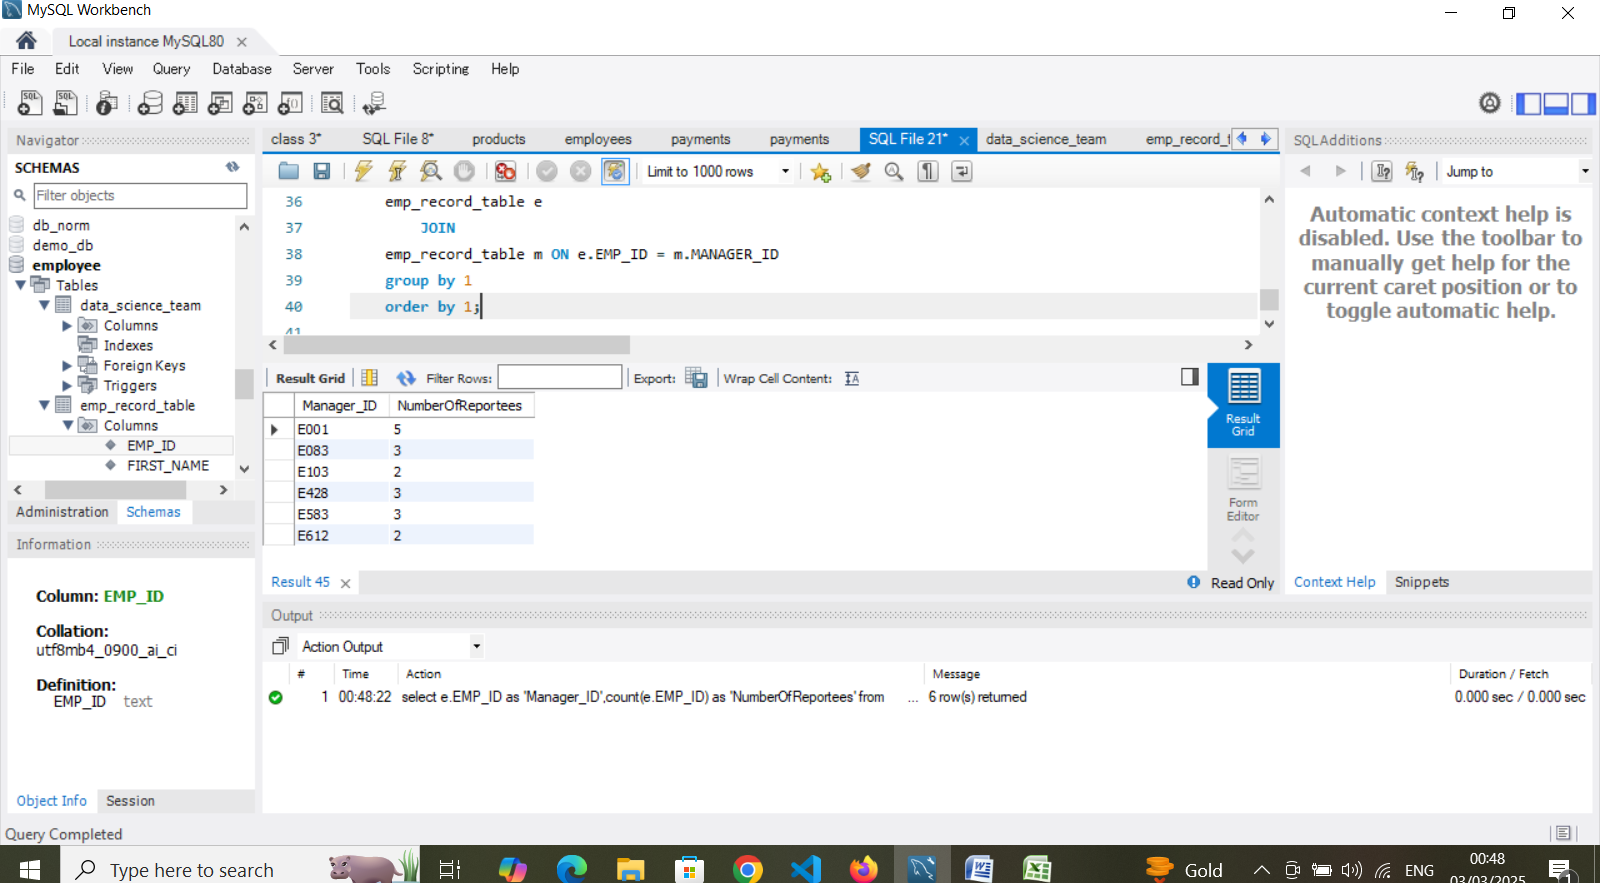 MySQL Workbench
Local instance MySQL80
File Edit View Query Database Server Tools Scripting Help
Navigator
SCHEMAS
Filter objects
db_norm
demo_db
employee
Tables
data_science_team
Columns
Indexes
Foreign Keys
Triggers
emp_record_table
Columns
EMP_ID
FIRST_NAME
Administration Schemas
Information
Column: EMP_ID
Collation:
utf8mb4_0900_ai_ci
Definition:
EMP_ID text
Object Info Session
class 3* SQL File 8* products employees payments payments SQL File 21* data_science_team emp_record_t
Limit to 1000 rows
36 emp_record_table e
37 JOIN
38 emp_record_table m ON e.EMP_ID = m.MANAGER_ID
39 group by 1
40 order by 1;
41
Result Grid Filter Rows: Export: Wrap Cell Content:
Manager_ID NumberOfReportees
E001 5
E083 3
E103 2
E428 3
E583 3
E612 2
Result
Grid
Form
Editor
Result 45
Read Only
SQLAdditions
Jump to
Automatic context help is
disabled. Use the toolbar to
manually get help for the
current caret position or to
toggle automatic help.
Context Help Snippets
Output
Action Output
# Time Action Message Duration / Fetch
1 00:48:22 select e.EMP_ID as 'Manager_ID',count(e.EMP_ID) as 'NumberOfReportees' from ... 6 row(s) returned 0.000 sec / 0.000 sec
Query Completed
Type here to search
Gold
ENG
00:48
03/03/2025
1